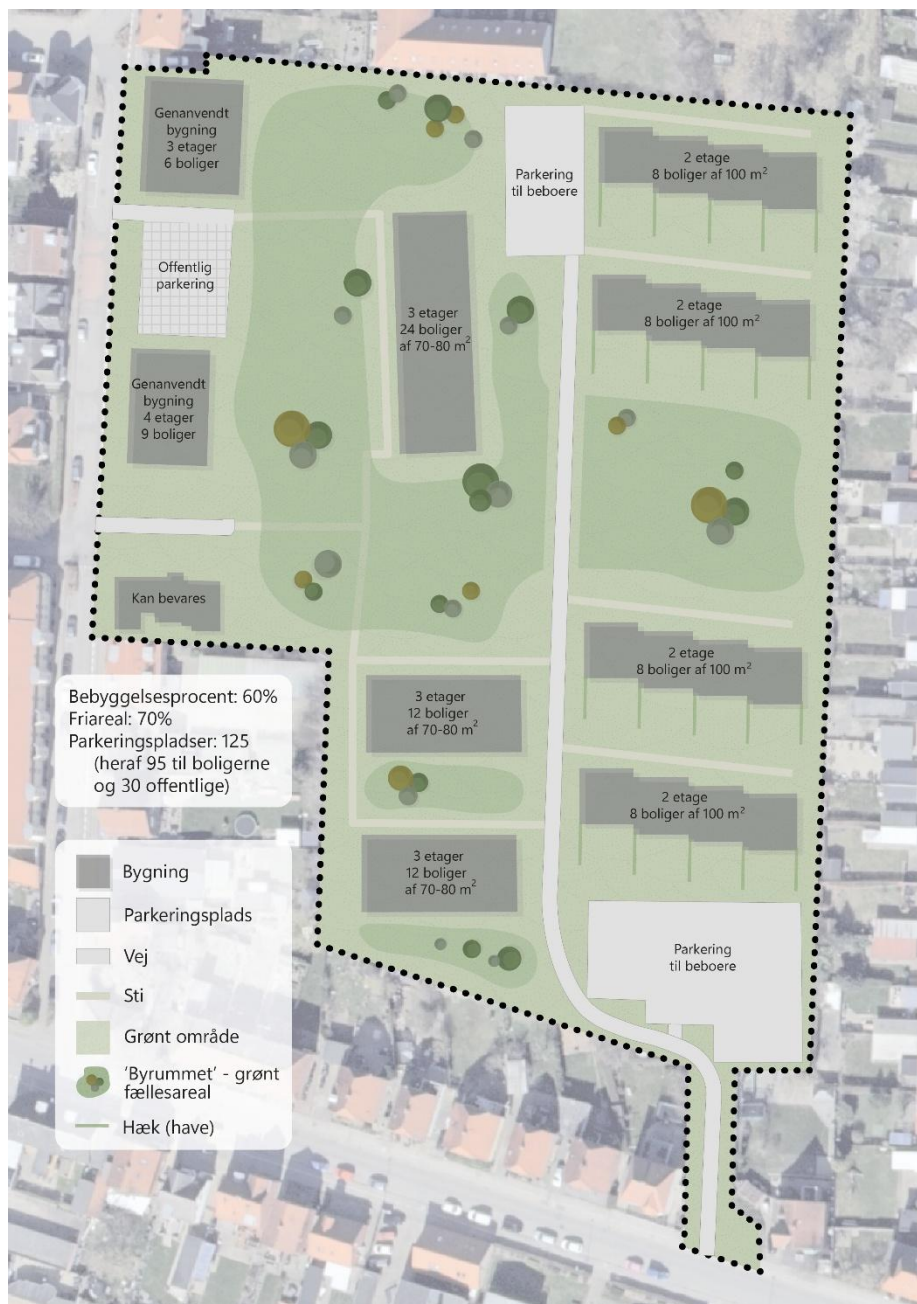 Genanvendt
bygning
3 etager
6 boliger
Parkering
til beboere
2 etage
8 boliger af 100 m²
Offentlig
parkering
3 etager
24 boliger
af 70-80 m²
2 etage
8 boliger af 100 m²
Genanvendt
bygning
4 etager
9 boliger
Kan bevares
2 etage
8 boliger af 100 m²
3 etager
12 boliger
af 70-80 m²
2 etage
8 boliger af 100 m²
3 etager
12 boliger
af 70-80 m²
Parkering
til beboere
Bebyggelsesprocent: 60%
Friareal: 70%
Parkeringspladser: 125
(heraf 95 til boligerne
og 30 offentlige)
Bygning
Parkeringsplads
Vej
Sti
Grønt område
'Byrummet' - grønt
fællesareal
Hæk (have)